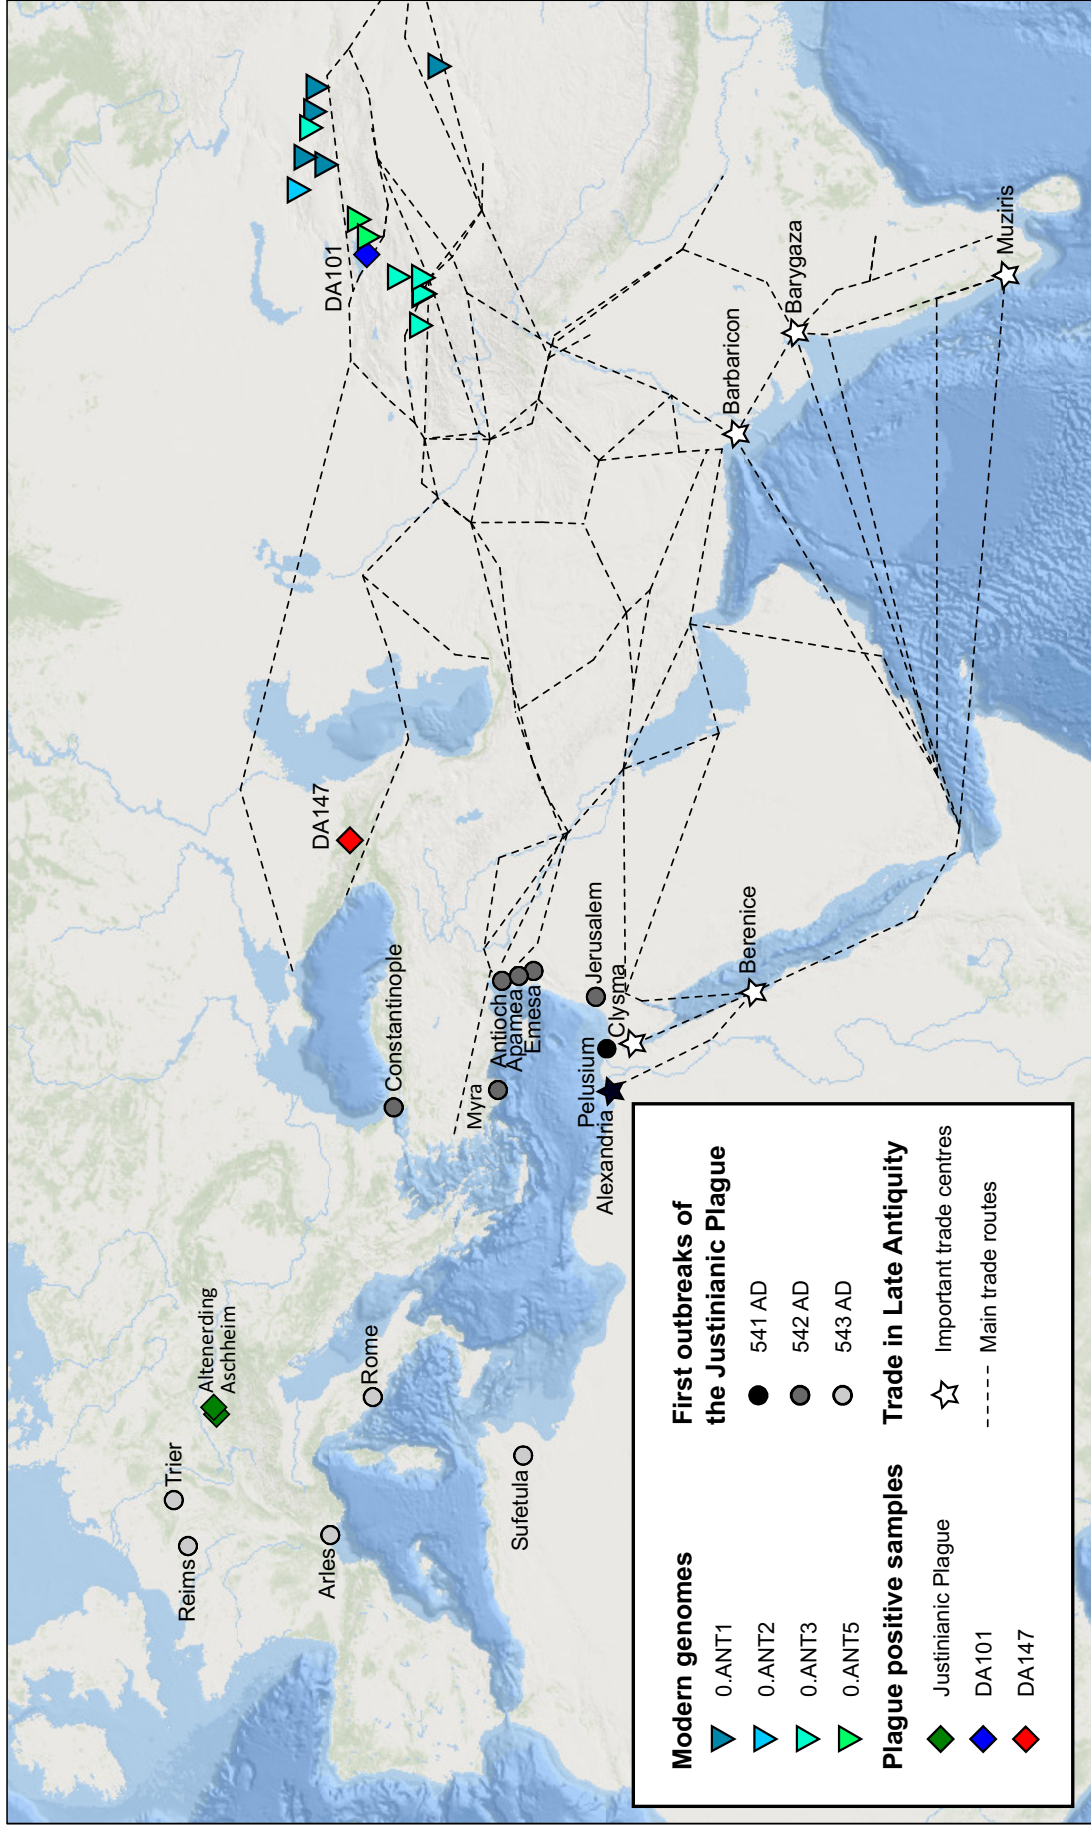 Reims
Trier
Altenerding
Aschheim
Arles
Rome
Sufetula
Constantinople
Myra
Antioch
Apamea
Emesa
Jerusalem
Pelusium
Clysma
Alexandria
Berenice
DA147
DA101
Barbaricon
Barygaza
Muziris
Modern genomes
0.ANT1
0.ANT2
0.ANT3
0.ANT5
Plague positive samples
Justinianic Plague
DA101
DA147
First outbreaks of
the Justinianic Plague
541 AD
542 AD
543 AD
Trade in Late Antiquity
Important trade centres
Main trade routes